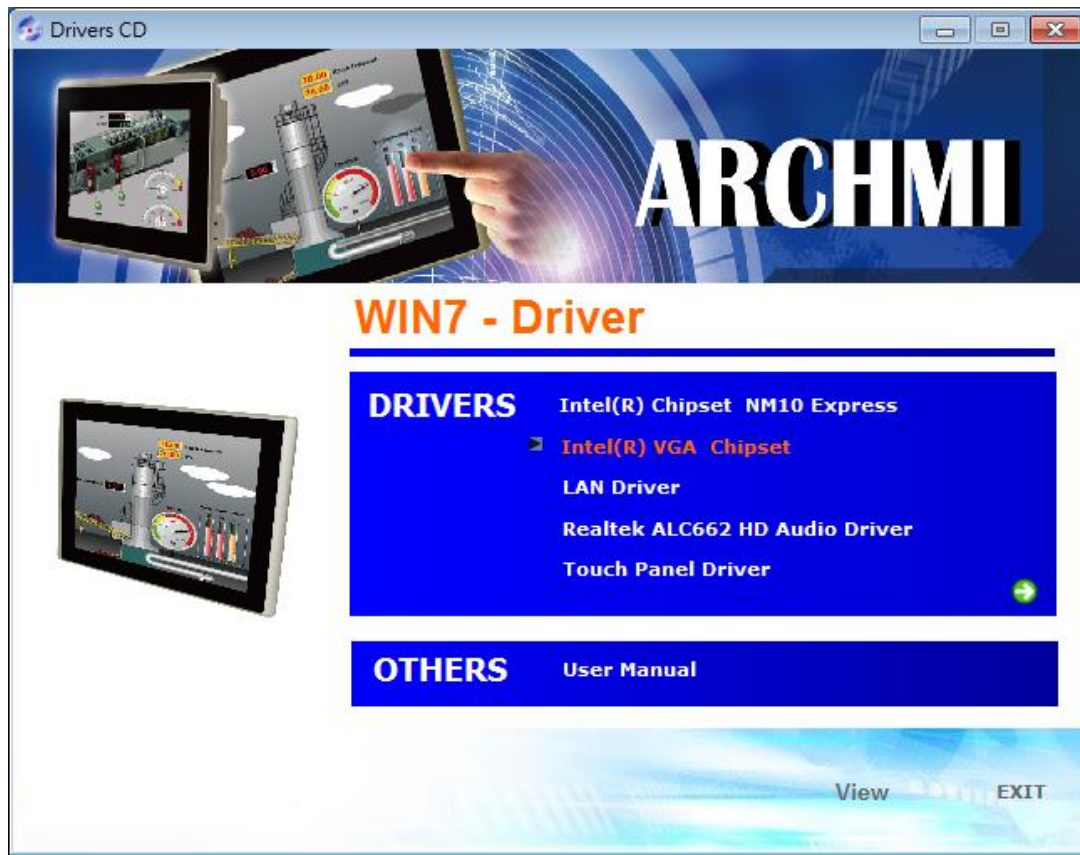 Drivers CD
ARCHMI
WIN7 - Driver
DRIVERS
Intel(R) Chipset NM10 Express
Intel(R) VGA Chipset
LAN Driver
Realtek ALC662 HD Audio Driver
Touch Panel Driver
OTHERS
User Manual
View
EXIT